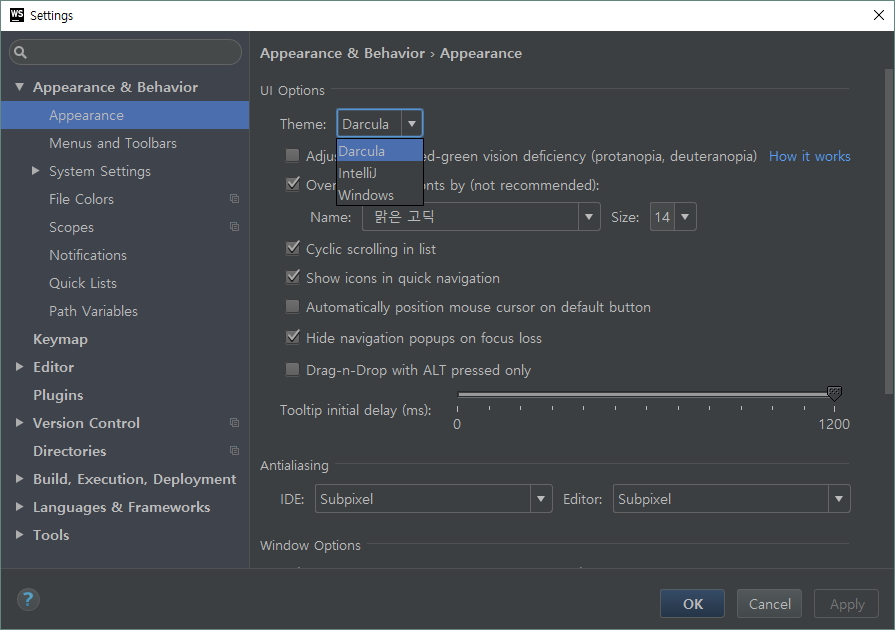 WS Settings
Appearance & Behavior
Appearance
Menus and Toolbars
System Settings
File Colors
Scopes
Notifications
Quick Lists
Path Variables
Keymap
Editor
Plugins
Version Control
Directories
Build, Execution, Deployment
Languages & Frameworks
Tools
?
Appearance & Behavior › Appearance
UI Options
Theme: Darcula
Darcula
IntelliJ
Windows
ed-green vision deficiency (protanopia, deuteranopia) How it works
by (not recommended):
Name: 맑은 고딕 Size: 14
Cyclic scrolling in list
Show icons in quick navigation
Automatically position mouse cursor on default button
Hide navigation popups on focus loss
Drag-n-Drop with ALT pressed only
Tooltip initial delay (ms):
0 1200
Antialiasing
IDE: Subpixel Editor: Subpixel
Window Options
OK Cancel Apply